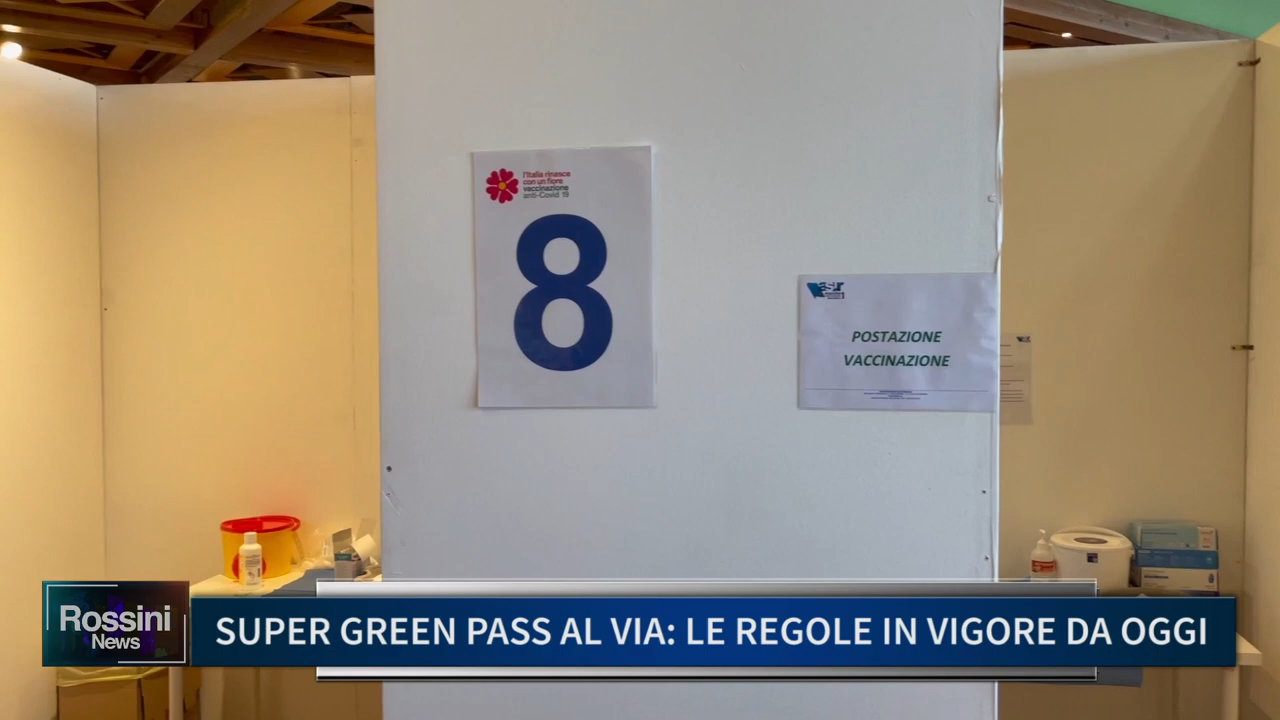 l'Italia rinasce
con un fiore
vaccinazione
anti-Covid 19
8
POSTAZIONE
VACCINAZIONE
Rossini
News
SUPER GREEN PASS AL VIA: LE REGOLE IN VIGORE DA OGGI